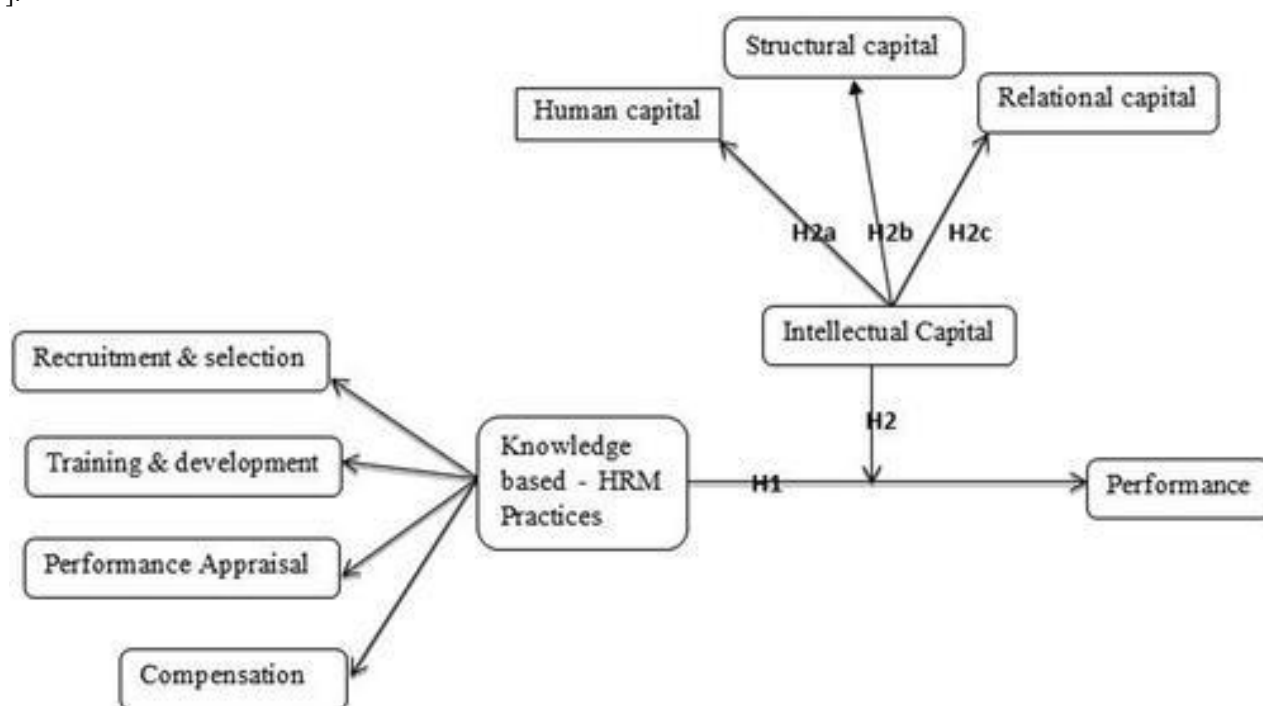 ].
Structural capital
Human capital
Relational capital
H2a
H2b
H2c
Intellectual Capital
Recruitment & selection
H2
Training & development
Knowledge
based - HRM
Practices
H1
Performance
Performance Appraisal
Compensation